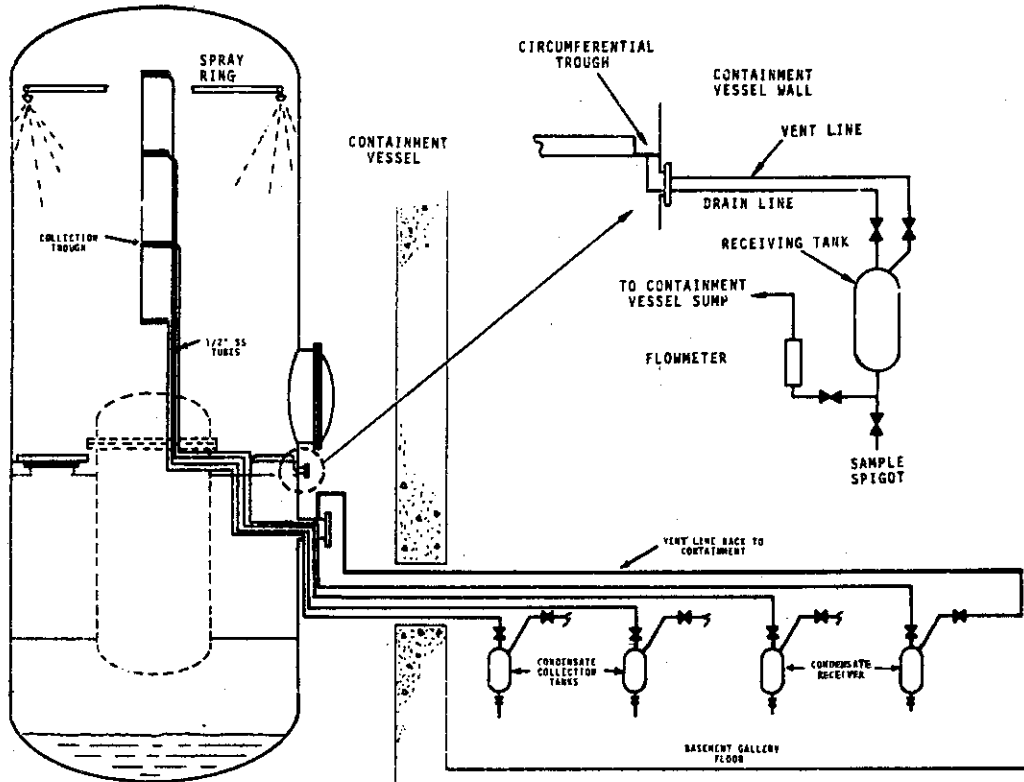 SPRAY
RING
CIRCUMFERENTIAL
TROUGH
CONTAINMENT
VESSEL WALL
VENT LINE
CONTAINMENT
VESSEL
DRAIN LINE
COLLECTION
TROUGH
RECEIVING TANK
TO CONTAINMENT
VESSEL SUMP
1/2" SS
TUBES
FLOWMETER
SAMPLE
SPIGOT
VENT LINE BACK TO
CONTAINMENT
CONDENSATE
COLLECTION
TANKS
CONDENSATE
RECEIVER
BASEMENT GALLERY
FLOOR